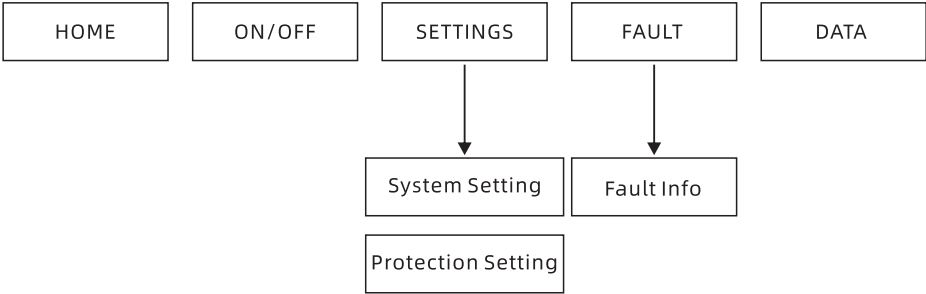 HOME
ON/OFF
SETTINGS
FAULT
DATA
System Setting
Fault Info
Protection Setting